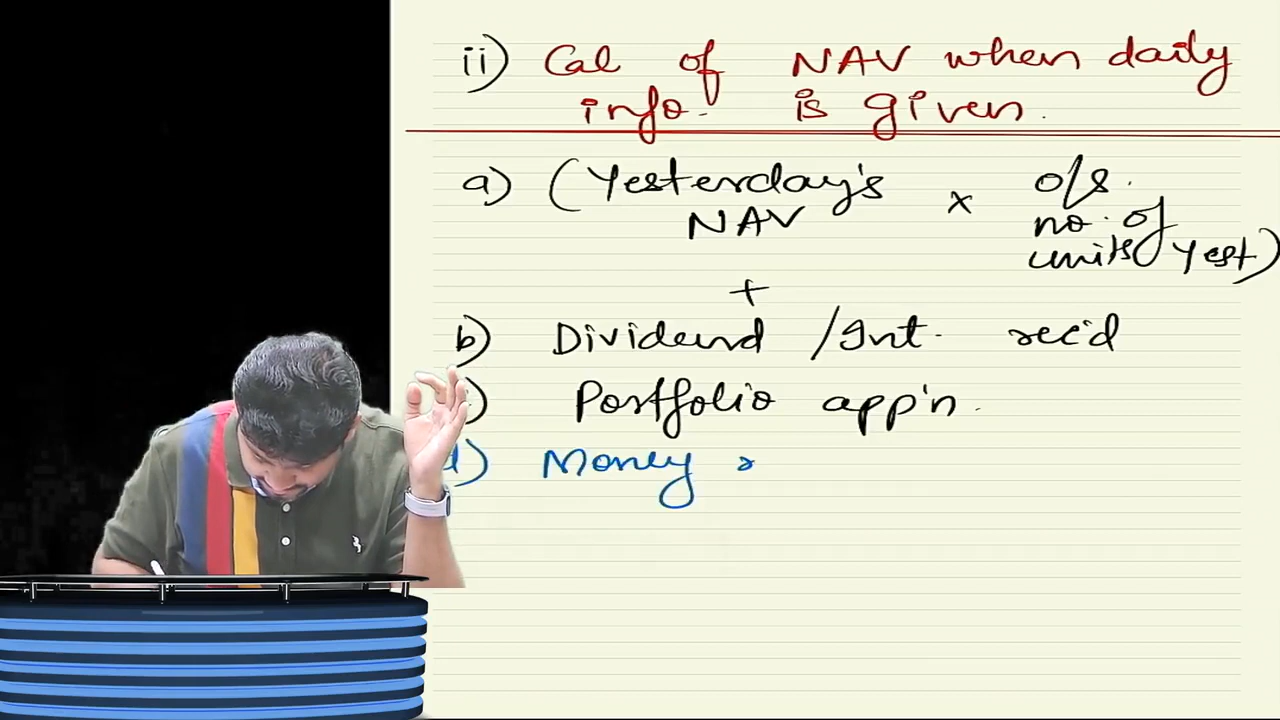 ii) Cal of NAV when daily
info. is given.
a) (Yesterday's NAV x o/s. no. of units yest)
+
b) Dividend /Int. rec'd
) Portfolio app'n.
d) Money